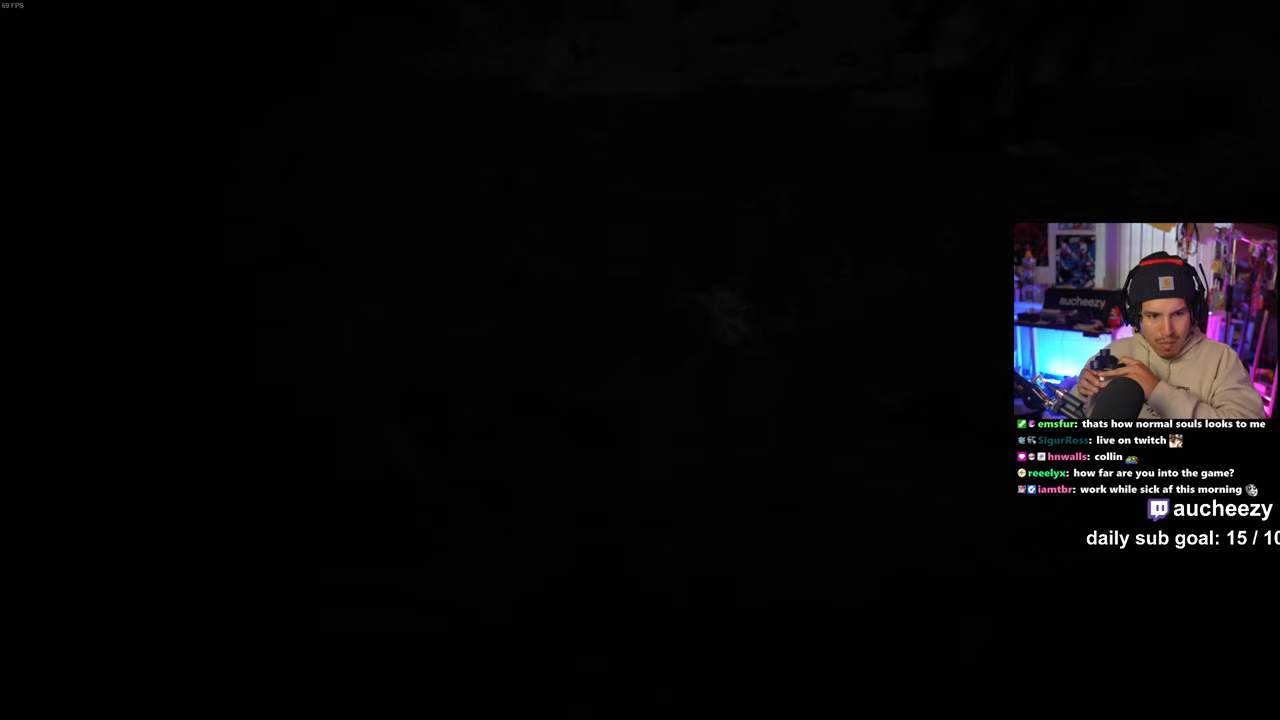 69 FPS
aucheezy
emsfur: thats how normal souls looks to me
SigurRoss: live on twitch
hnwalls: collin
reeelyx: how far are you into the game?
iamtbr: work while sick af this morning
aucheezy
daily sub goal: 15 / 10